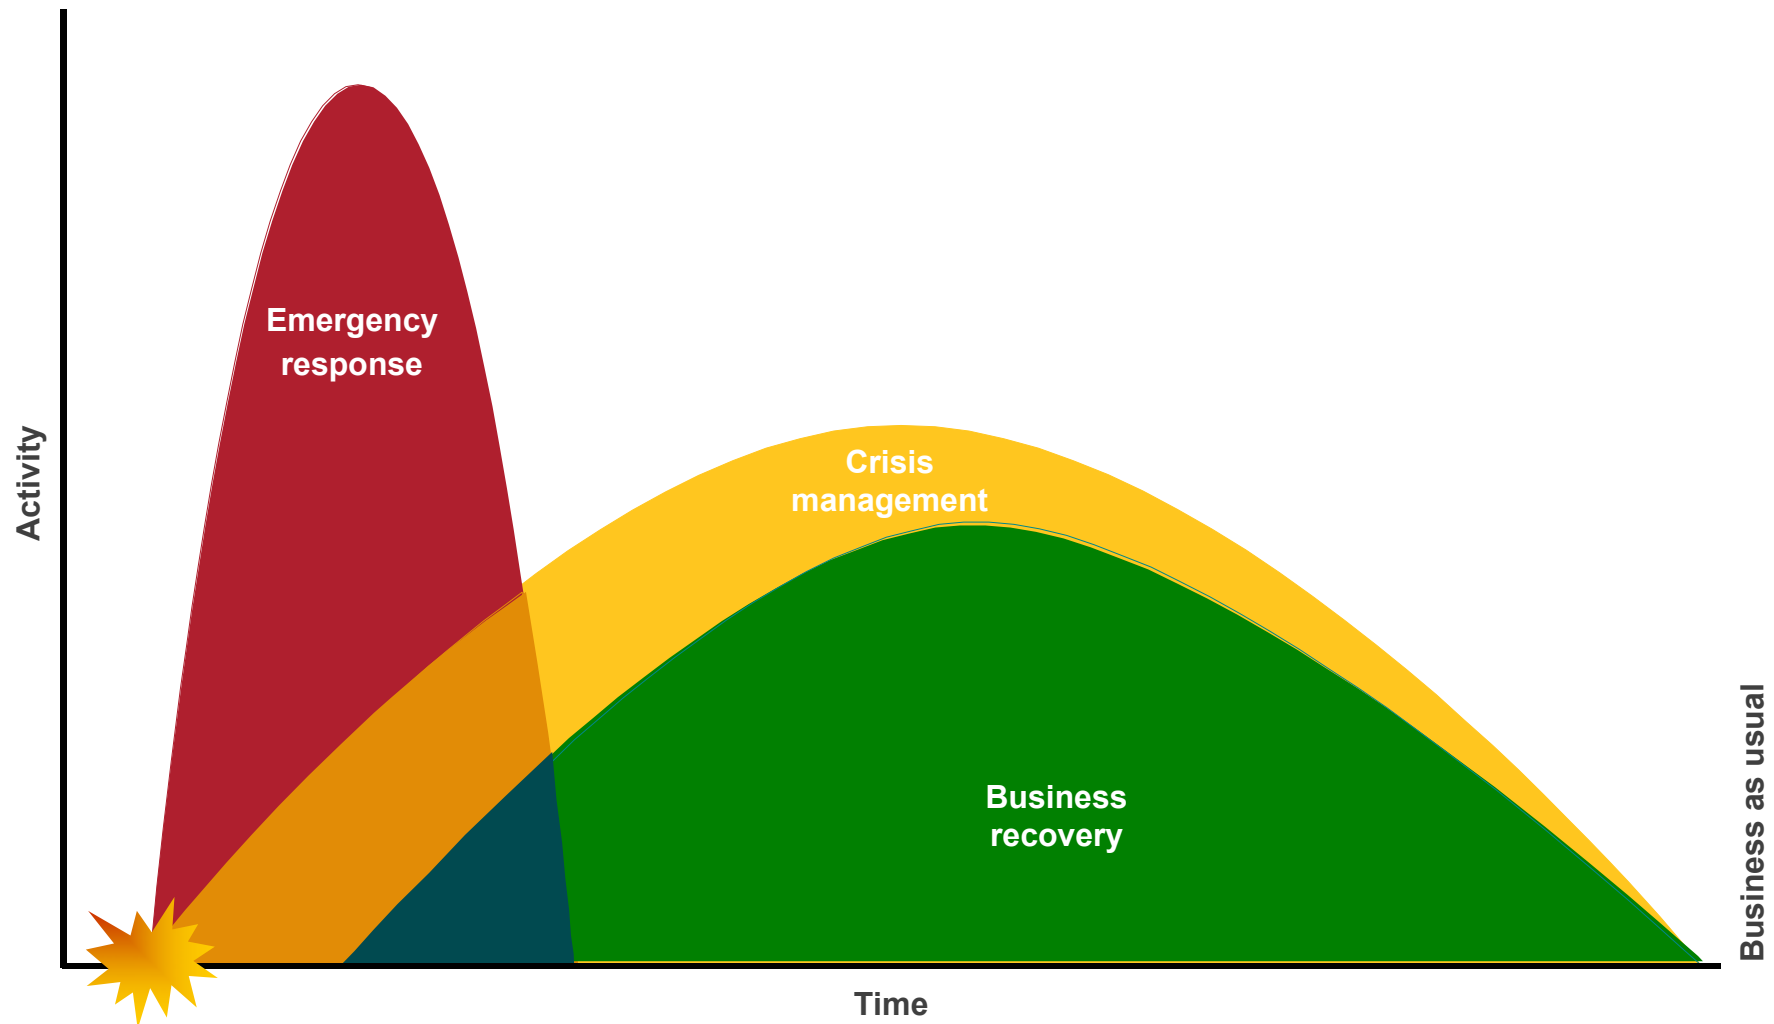 Emergency
response
Activity
Crisis
management
Business
recovery
Business as usual
Time